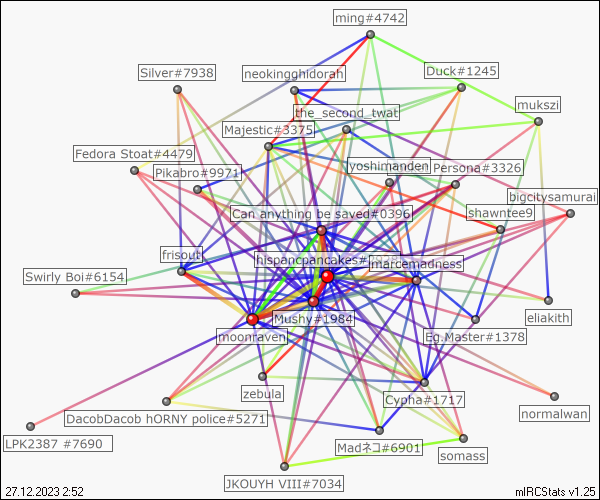 ming#4742
Silver#7938
neokingghidorah
Duck#1245
the_second_twat
mukszi
Majestic#3375
Fedora Stoat#4479
Pikabro#9971
yoshimanden
Persona#3326
bigcitysamurai
Can anything be saved#0396
shawntee9
frisout
hispancpancakes#
imarcemadness
Swirly Boi#6154
eliakith
Mushy#1984
moonraven
Eg.Master#1378
zebula
Cypha#1717
normalwan
DacobDacob hORNY police#5271
LPK2387 #7690
Madネコ#6901
somass
JKOUYH VIII#7034
27.12.2023 2:52
mIRCStats v1.25